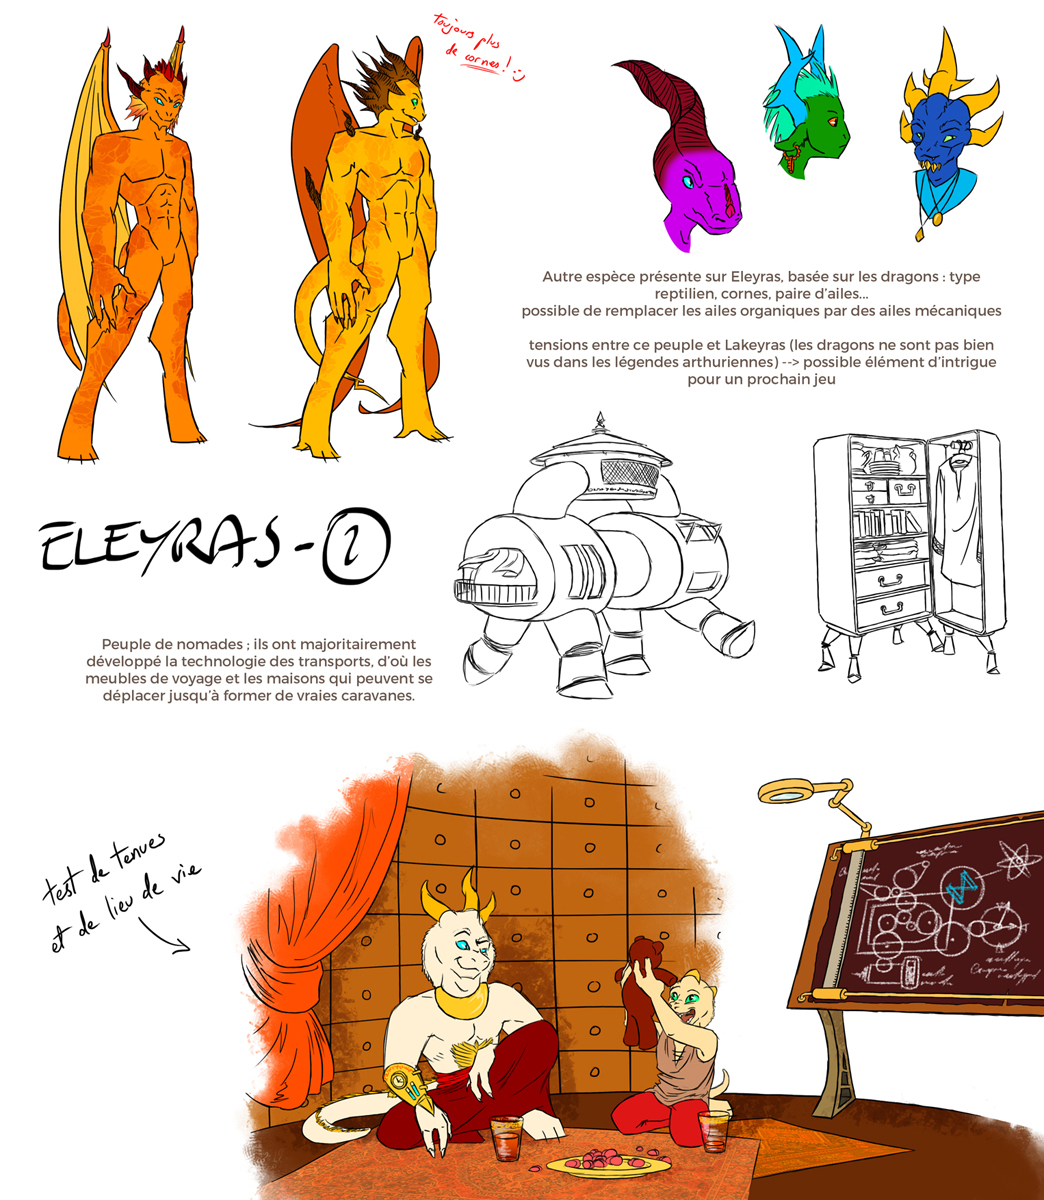 toujours plus
de cornes ! :)
Autre espèce présente sur Eleyras, basée sur les dragons : type
reptilien, cornes, paire d'ailes...
possible de remplacer les ailes organiques par des ailes mécaniques
tensions entre ce peuple et Lakeyras (les dragons ne sont pas bien
vus dans les légendes arthuriennes) --> possible élément d'intrigue
pour un prochain jeu
ELEYRAS - 2
Peuple de nomades ; ils ont majoritairement
développé la technologie des transports, d'où les
meubles de voyage et les maisons qui peuvent se
déplacer jusqu'à former de vraies caravanes.
test de tenues
et de lieu de vie